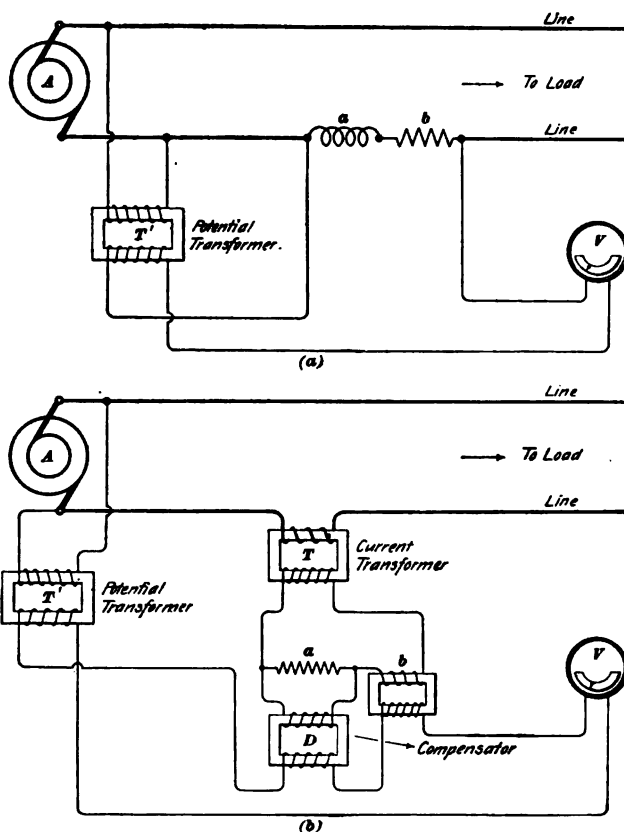 Line
A
To Load
a
b
Line
T'
Potential
Transformer.
V
(a)
Line
A
To Load
Line
T
Current
Transformer
T'
Potential
Transformer
a
b
V
D
Compensator
(b)